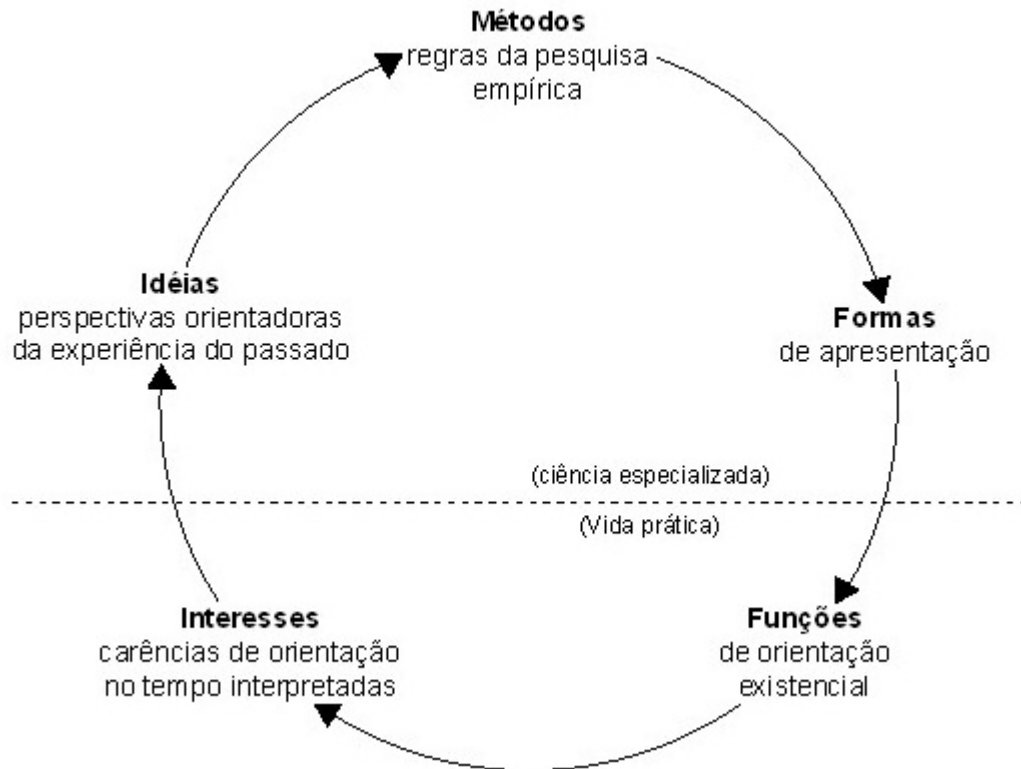 Métodos
regras da pesquisa
empírica
Idéias
perspectivas orientadoras
da experiência do passado
Formas
de apresentação
(ciência especializada)
(Vida prática)
Interesses
carências de orientação
no tempo interpretadas
Funções
de orientação
existencial